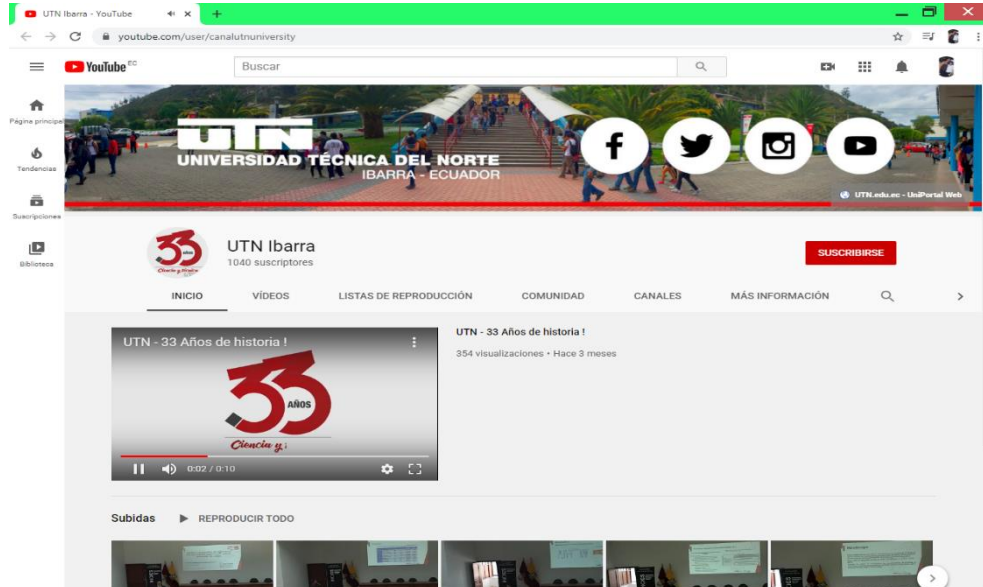 UTN Ibarra - YouTube
youtube.com/user/canalutnuniversity
YouTube EC
Buscar
Página principal
Tendencias
Suscripciones
Biblioteca
UTN
UNIVERSIDAD TÉCNICA DEL NORTE
IBARRA - ECUADOR
UTN.edu.ec - UniPortal Web
33
UTN Ibarra
1040 suscriptores
SUSCRIBIRSE
INICIO VÍDEOS LISTAS DE REPRODUCCIÓN COMUNIDAD CANALES MÁS INFORMACIÓN
UTN - 33 Años de historia !
33 AÑOS
Ciencia y
0:02 / 0:10
UTN - 33 Años de historia !
354 visualizaciones • Hace 3 meses
Subidas REPRODUCIR TODO